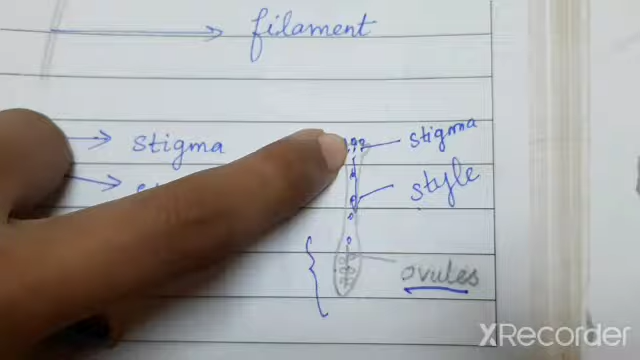 filament
stigma
stigma
style
ovules
XRecorder